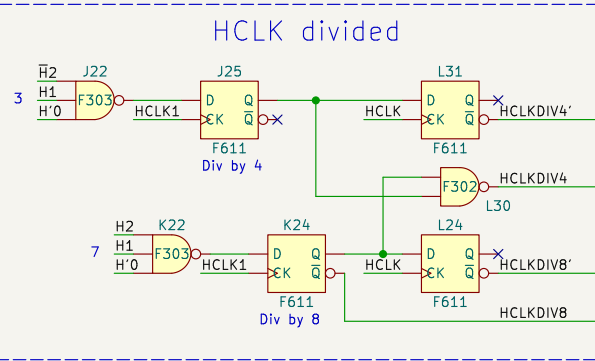 HCLK divided
J22 J25 L31
H̅2
3 H1 F303 D Q D Q
H'0 HCLK1 CK Q̅ HCLK CK Q̅ HCLKDIV4'
F611 F611
Div by 4
F302 HCLKDIV4
L30
K22 K24 L24
H2
7 H1 F303 D Q D Q
H'0 HCLK1 CK Q̅ HCLK CK Q̅ HCLKDIV8'
F611 F611
Div by 8 HCLKDIV8